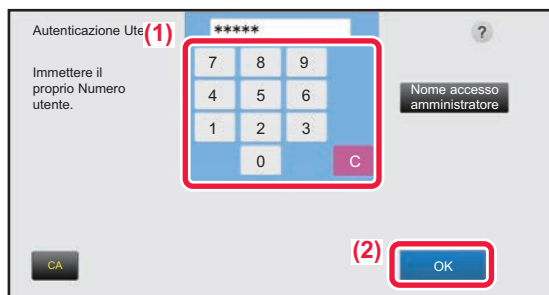 Autenticazione Ute
(1)
*****
?
Immettere il
proprio Numero
utente.
7 8 9
4 5 6
1 2 3
0 C
Nome accesso
amministratore
(2)
CA
OK